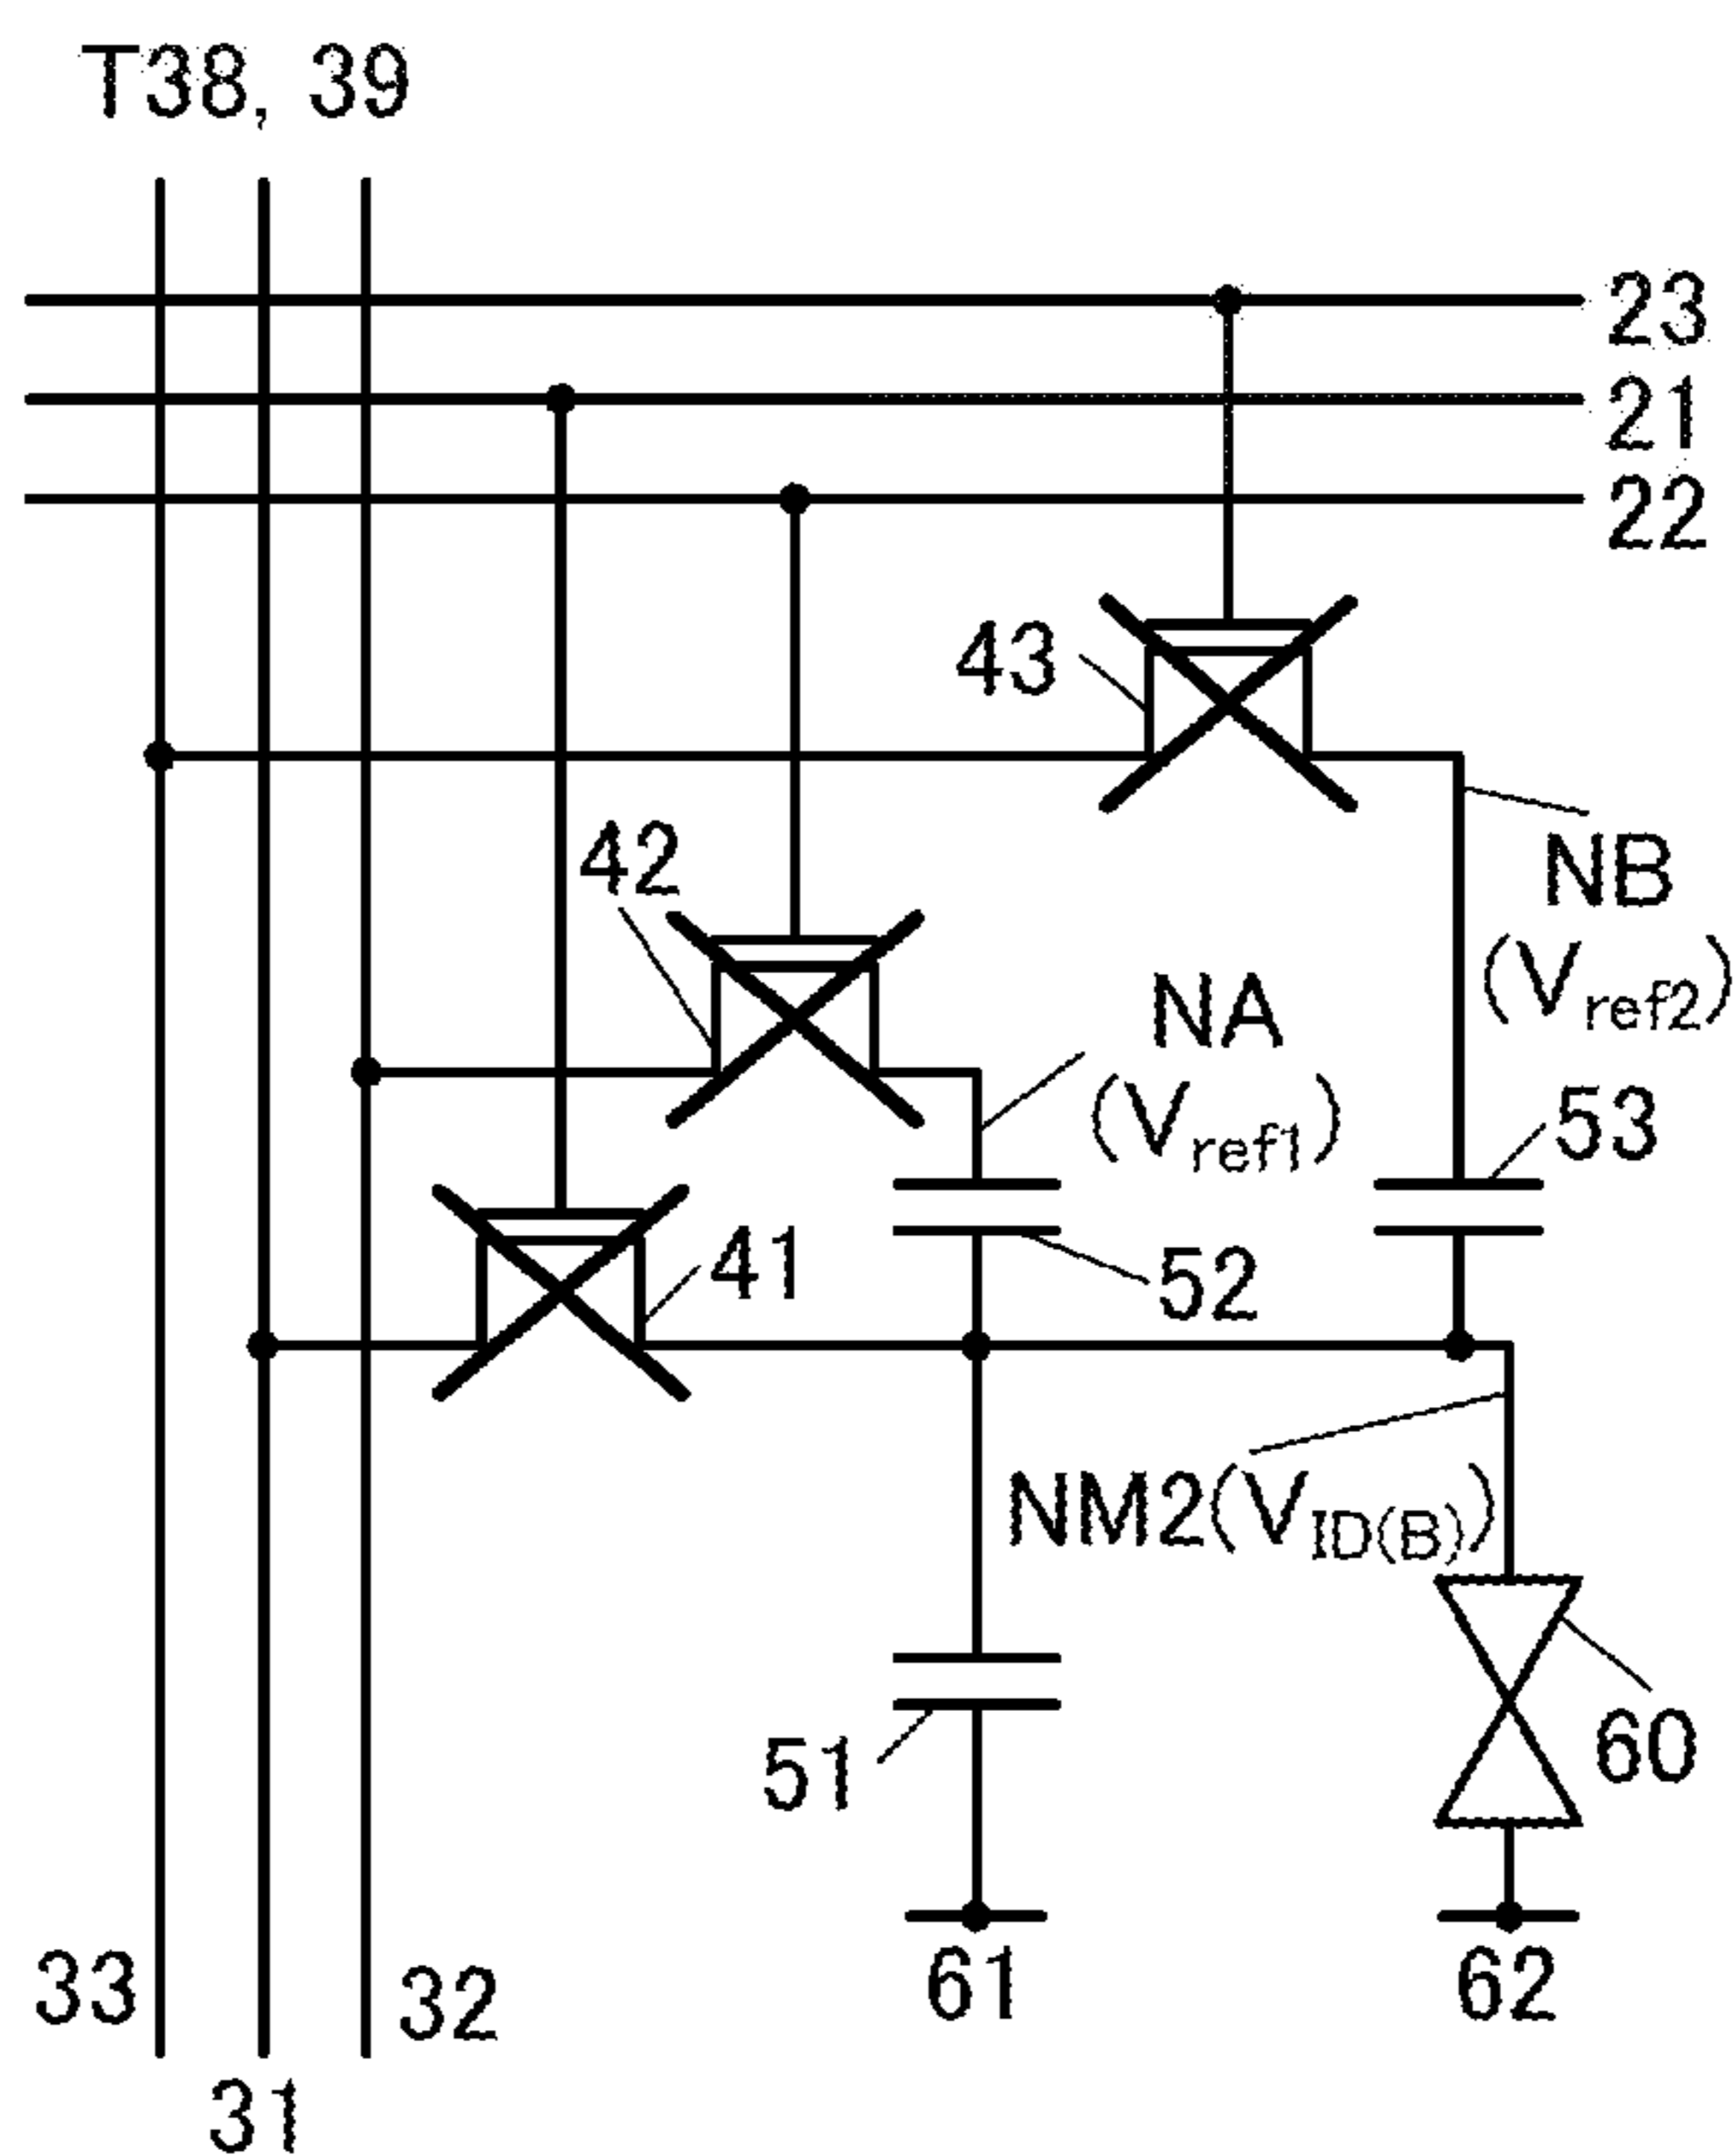 T38, 39
23
21
22
43
42
NB
(Vref2)
NA
(Vref1)
53
41
52
NM2(VID(B))
51
60
33
32
61
62
31